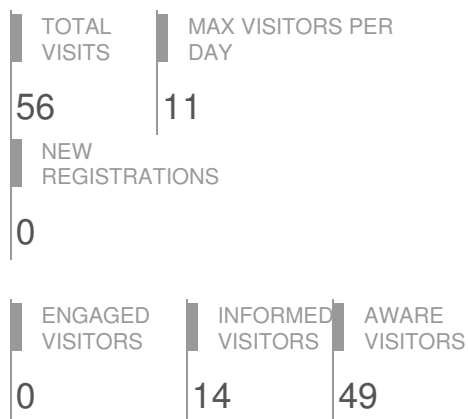 TOTAL
VISITS
56
MAX VISITORS PER
DAY
11
NEW
REGISTRATIONS
0
ENGAGED
VISITORS
0
INFORMED
VISITORS
14
AWARE
VISITORS
49